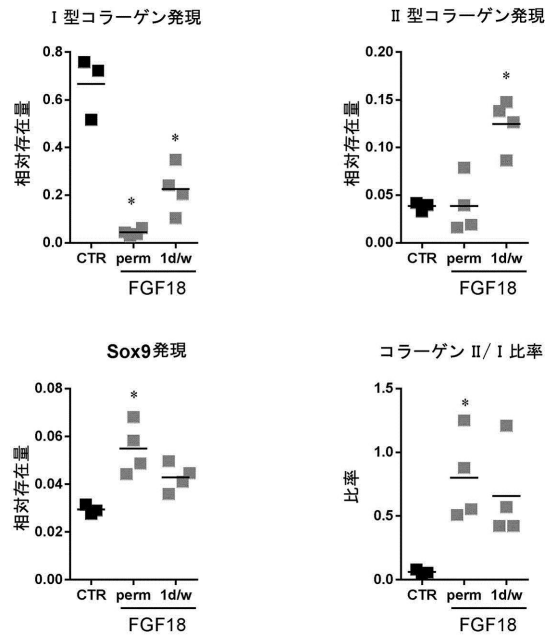 I 型コラーゲン発現
相対存在量
0.8
0.6
0.4
0.2
0.0
*
*
CTR perm 1d/w
FGF18
II 型コラーゲン発現
相対存在量
0.20
0.15
0.10
0.05
0.00
*
CTR perm 1d/w
FGF18
Sox9発現
相対存在量
0.08
0.06
0.04
0.02
0.00
*
CTR perm 1d/w
FGF18
コラーゲン II/ I 比率
比率
1.5
1.0
0.5
0.0
*
CTR perm 1d/w
FGF18